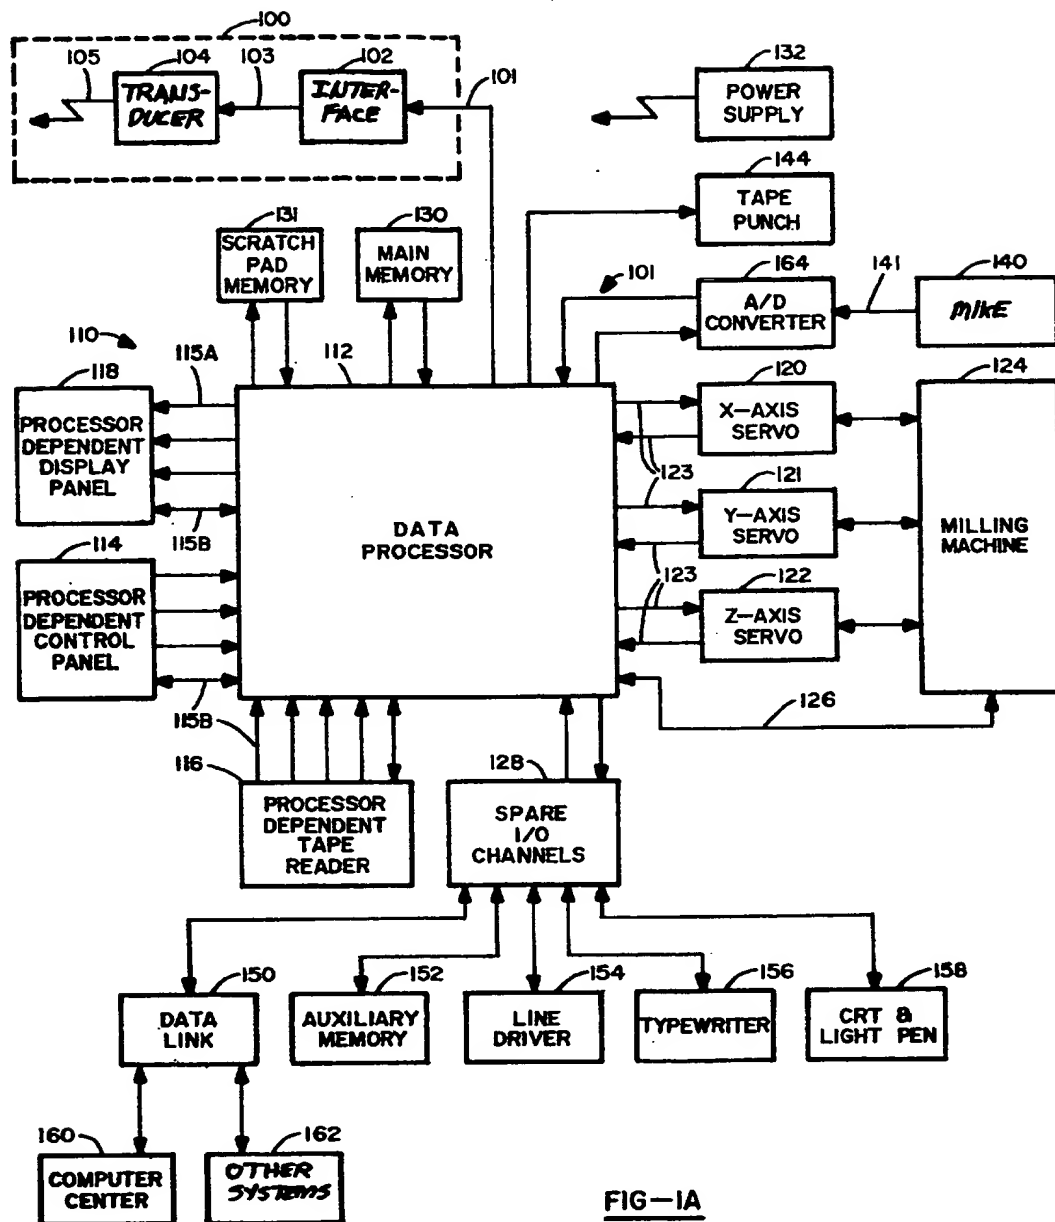 100
105
104
103
102
101
TRANS-
DUCER
INTER-
FACE
132
POWER
SUPPLY
144
TAPE
PUNCH
131
SCRATCH
PAD
MEMORY
130
MAIN
MEMORY
101
164
A/D
CONVERTER
141
140
MIKE
110
115A
112
118
PROCESSOR
DEPENDENT
DISPLAY
PANEL
115B
DATA
PROCESSOR
120
X-AXIS
SERVO
123
121
Y-AXIS
SERVO
123
122
Z-AXIS
SERVO
124
MILLING
MACHINE
126
114
PROCESSOR
DEPENDENT
CONTROL
PANEL
115B
116
PROCESSOR
DEPENDENT
TAPE
READER
128
SPARE
I/O
CHANNELS
150
DATA
LINK
152
AUXILIARY
MEMORY
154
LINE
DRIVER
156
TYPEWRITER
158
CRT &
LIGHT PEN
160
COMPUTER
CENTER
162
OTHER
SYSTEMS
FIG-1A